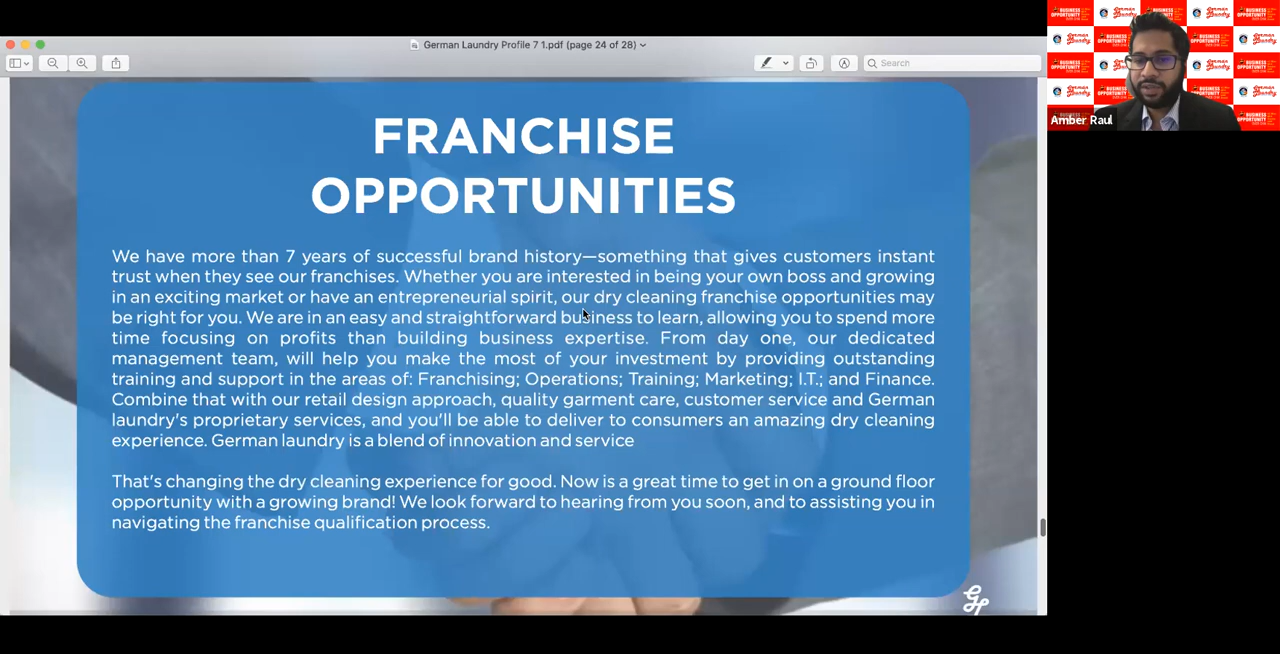 German Laundry Profile 7 1.pdf (page 24 of 28)
Search
FRANCHISE
OPPORTUNITIES
We have more than 7 years of successful brand history—something that gives customers instant
trust when they see our franchises. Whether you are interested in being your own boss and growing
in an exciting market or have an entrepreneurial spirit, our dry cleaning franchise opportunities may
be right for you. We are in an easy and straightforward business to learn, allowing you to spend more
time focusing on profits than building business expertise. From day one, our dedicated
management team, will help you make the most of your investment by providing outstanding
training and support in the areas of: Franchising; Operations; Training; Marketing; I.T.; and Finance.
Combine that with our retail design approach, quality garment care, customer service and German
laundry's proprietary services, and you'll be able to deliver to consumers an amazing dry cleaning
experience. German laundry is a blend of innovation and service
That's changing the dry cleaning experience for good. Now is a great time to get in on a ground floor
opportunity with a growing brand! We look forward to hearing from you soon, and to assisting you in
navigating the franchise qualification process.
BUSINESS
OPPORTUNITY
German
Laundry
Amber Raul